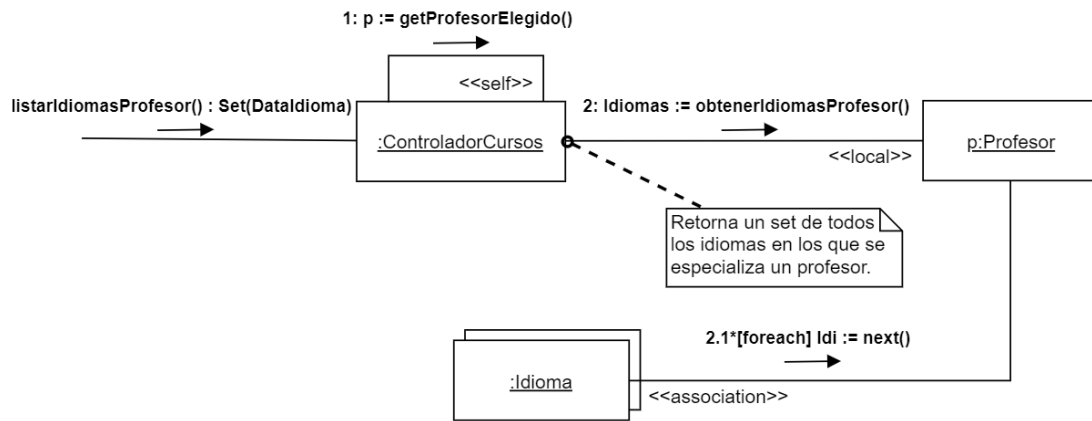 1: p := getProfesorElegido()
<<self>>
listarIdiomasProfesor() : Set(DataIdioma)
:ControladorCursos
2: Idiomas := obtenerIdiomasProfesor()
<<local>>
p:Profesor
Retorna un set de todos
los idiomas en los que se
especializa un profesor.
2.1*[foreach] Idi := next()
:Idioma
<<association>>